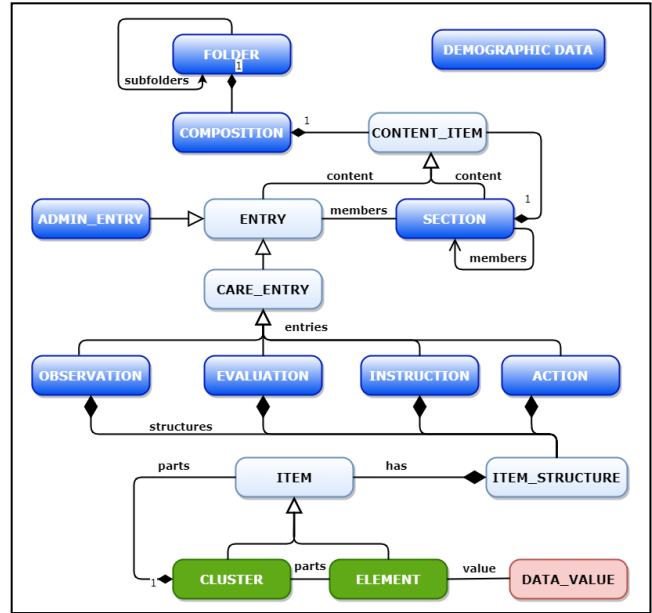 FOLDER
1
DEMOGRAPHIC DATA
subfolders
COMPOSITION
1
CONTENT_ITEM
content
content
ADMIN_ENTRY
ENTRY
members
SECTION
1
members
CARE_ENTRY
entries
OBSERVATION
EVALUATION
INSTRUCTION
ACTION
structures
parts
ITEM
has
ITEM_STRUCTURE
1
CLUSTER
parts
ELEMENT
value
DATA_VALUE